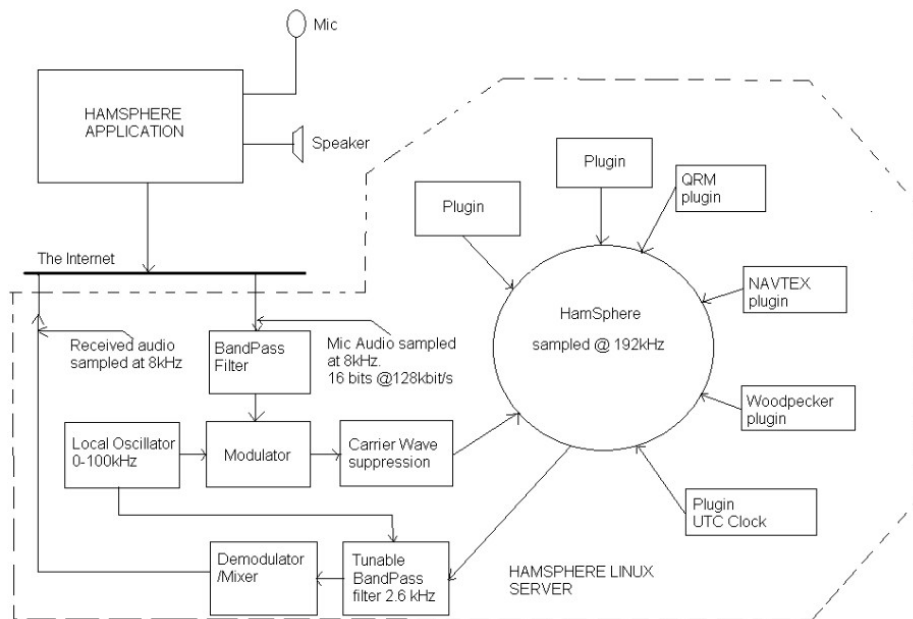 Mic
HAMSPHERE
APPLICATION
Speaker
Plugin
Plugin
QRM
plugin
The Internet
NAVTEX
plugin
HamSphere
sampled @ 192kHz
Received audio
sampled at 8kHz
BandPass
Filter
Mic Audio sampled
at 8kHz.
16 bits @128kbit/s
Woodpecker
plugin
Local Oscillator
0-100kHz
Modulator
Carrier Wave
suppression
Plugin
UTC Clock
Demodulator
/Mixer
Tunable
BandPass
filter 2.6 kHz
HAMSPHERE LINUX
SERVER